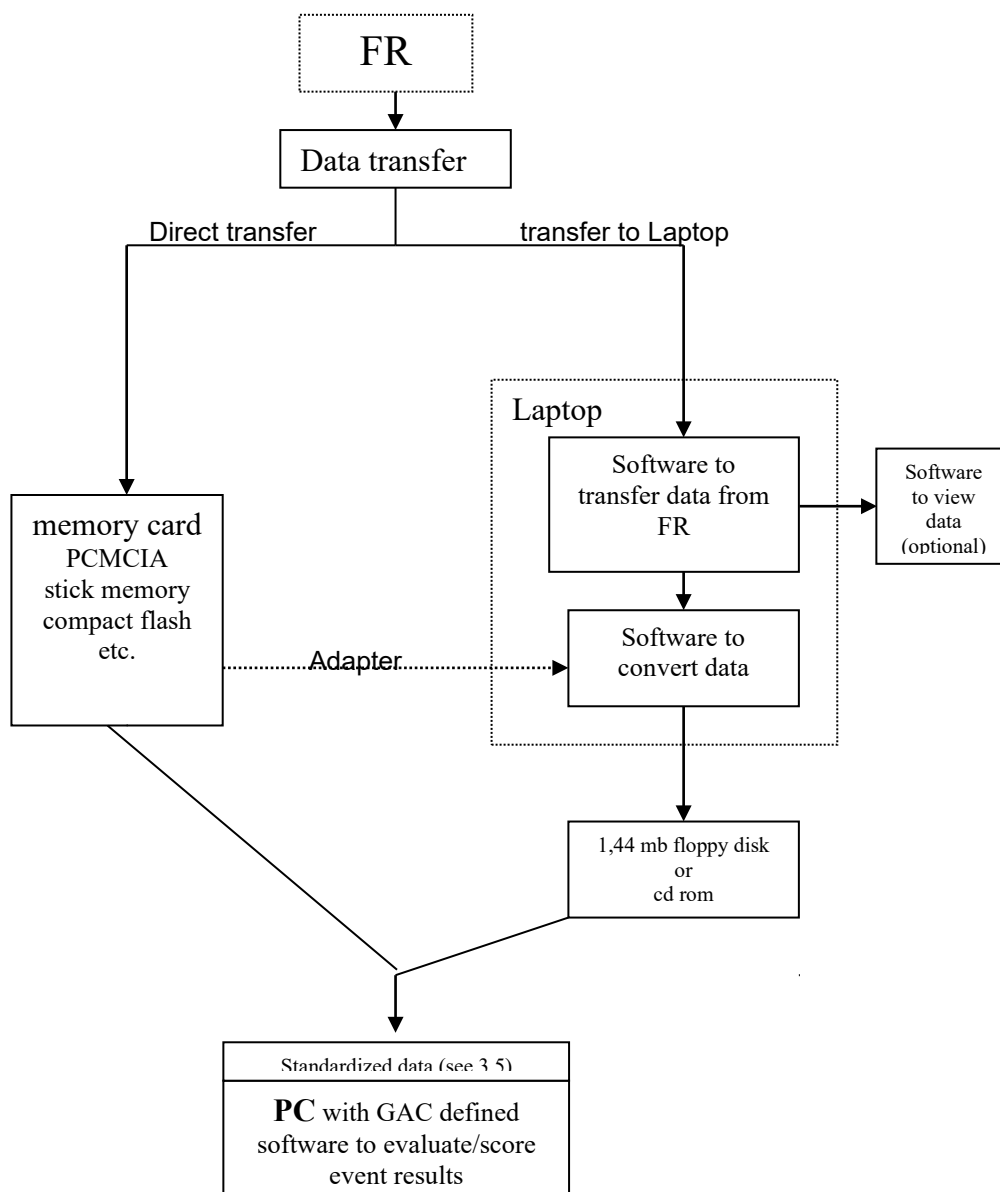 FR
Data transfer
Direct transfer
transfer to Laptop
Laptop
Software to
transfer data from
FR
Software
to view
data
(optional)
memory card
PCMCIA
stick memory
compact flash
etc.
Adapter
Software to
convert data
1,44 mb floppy disk
or
cd rom
Standardized data (see 3.5)
PC with GAC defined
software to evaluate/score
event results